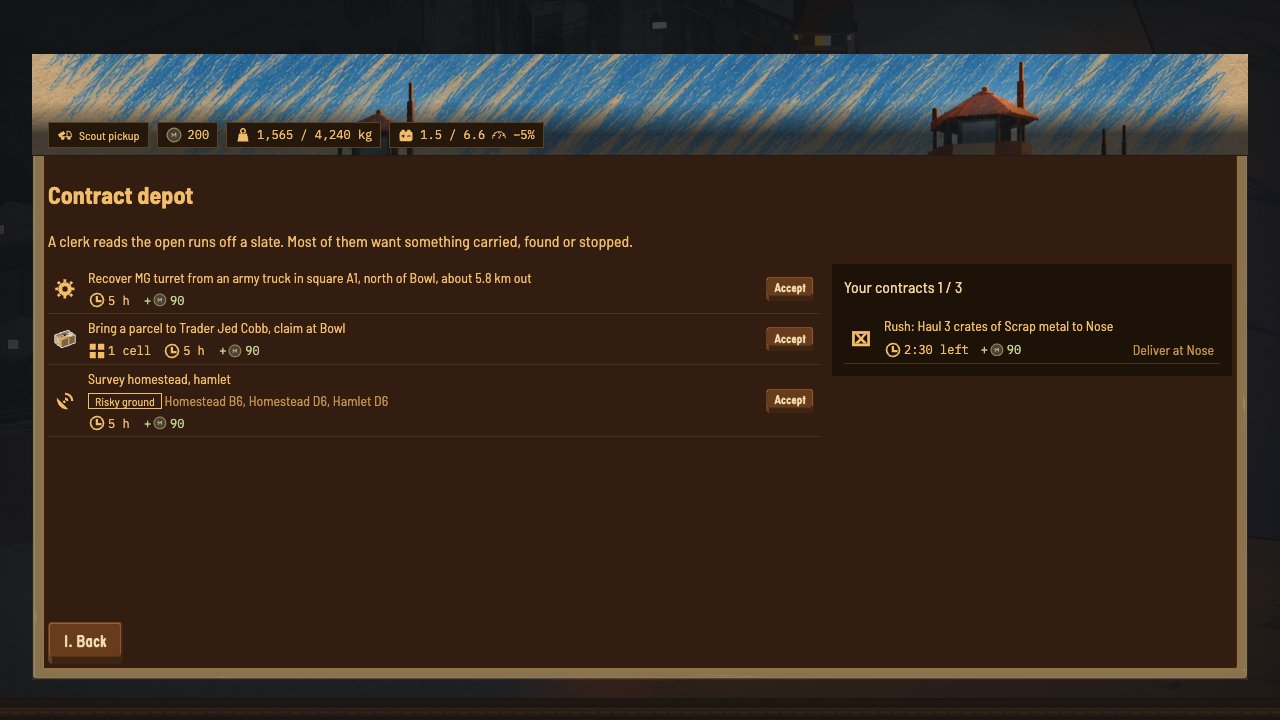 Scout pickup
M 200
1,565 / 4,240 kg
1.5 / 6.6 -5%
Contract depot
A clerk reads the open runs off a slate. Most of them want something carried, found or stopped.
Recover MG turret from an army truck in square A1, north of Bowl, about 5.8 km out
5 h + M 90
Accept
Bring a parcel to Trader Jed Cobb, claim at Bowl
1 cell 5 h + M 90
Accept
Survey homestead, hamlet
Risky ground Homestead B6, Homestead D6, Hamlet D6
5 h + M 90
Accept
Your contracts 1 / 3
Rush: Haul 3 crates of Scrap metal to Nose
2:30 left + M 90 Deliver at Nose
1. Back